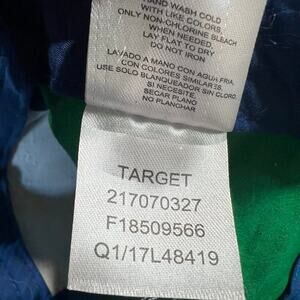 HAND WASH COLD
WITH LIKE COLORS,
ONLY NON-CHLORINE BLEACH
WHEN NEEDED.
LAY FLAT TO DRY
DO NOT IRON
LAVADO A MANO CON AGUA FRIA,
CON COLORES SIMILARES.
USE SOLO BLANQUEADOR SIN CLORO,
SI NECESITE.
SECAR PLANO
NO PLANCHAR
TARGET
217070327
F18509566
Q1/17L48419